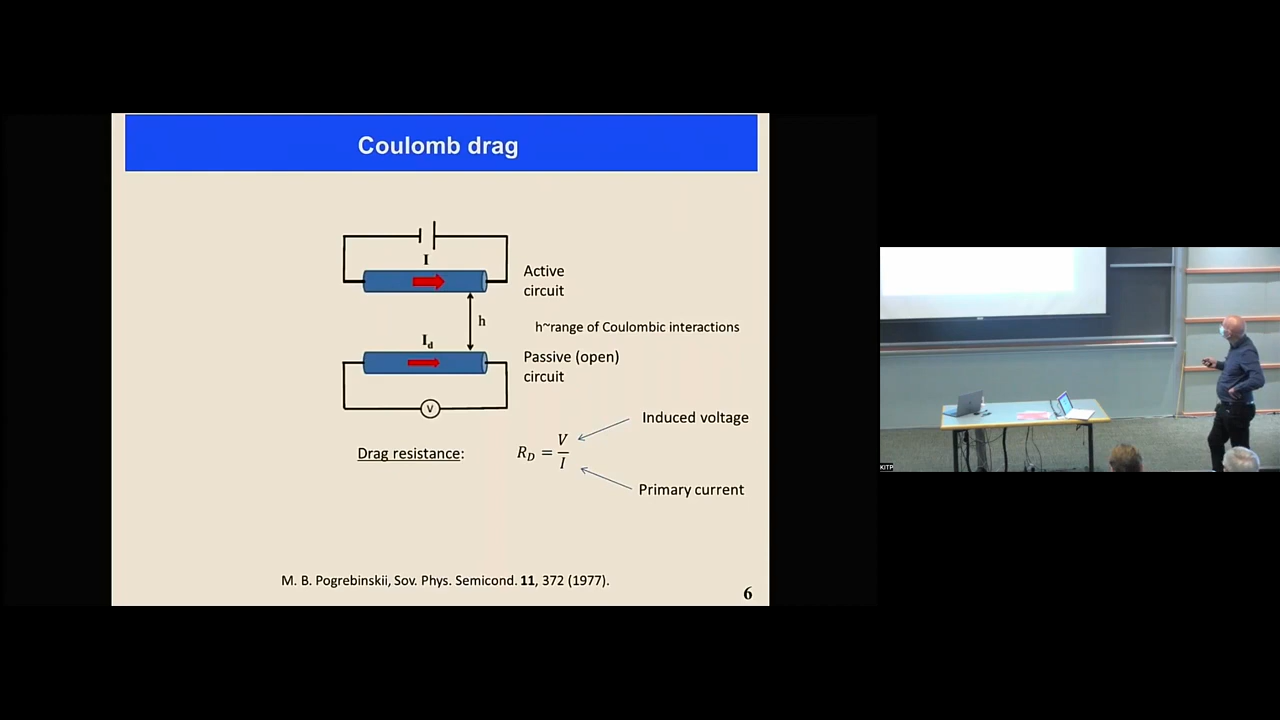 Coulomb drag
I
Active
circuit
h
h~range of Coulombic interactions
I_d
Passive (open)
circuit
V
Induced voltage
Drag resistance: R_D = V/I
Primary current
M. B. Pogrebinskii, Sov. Phys. Semicond. 11, 372 (1977).
6
KITP